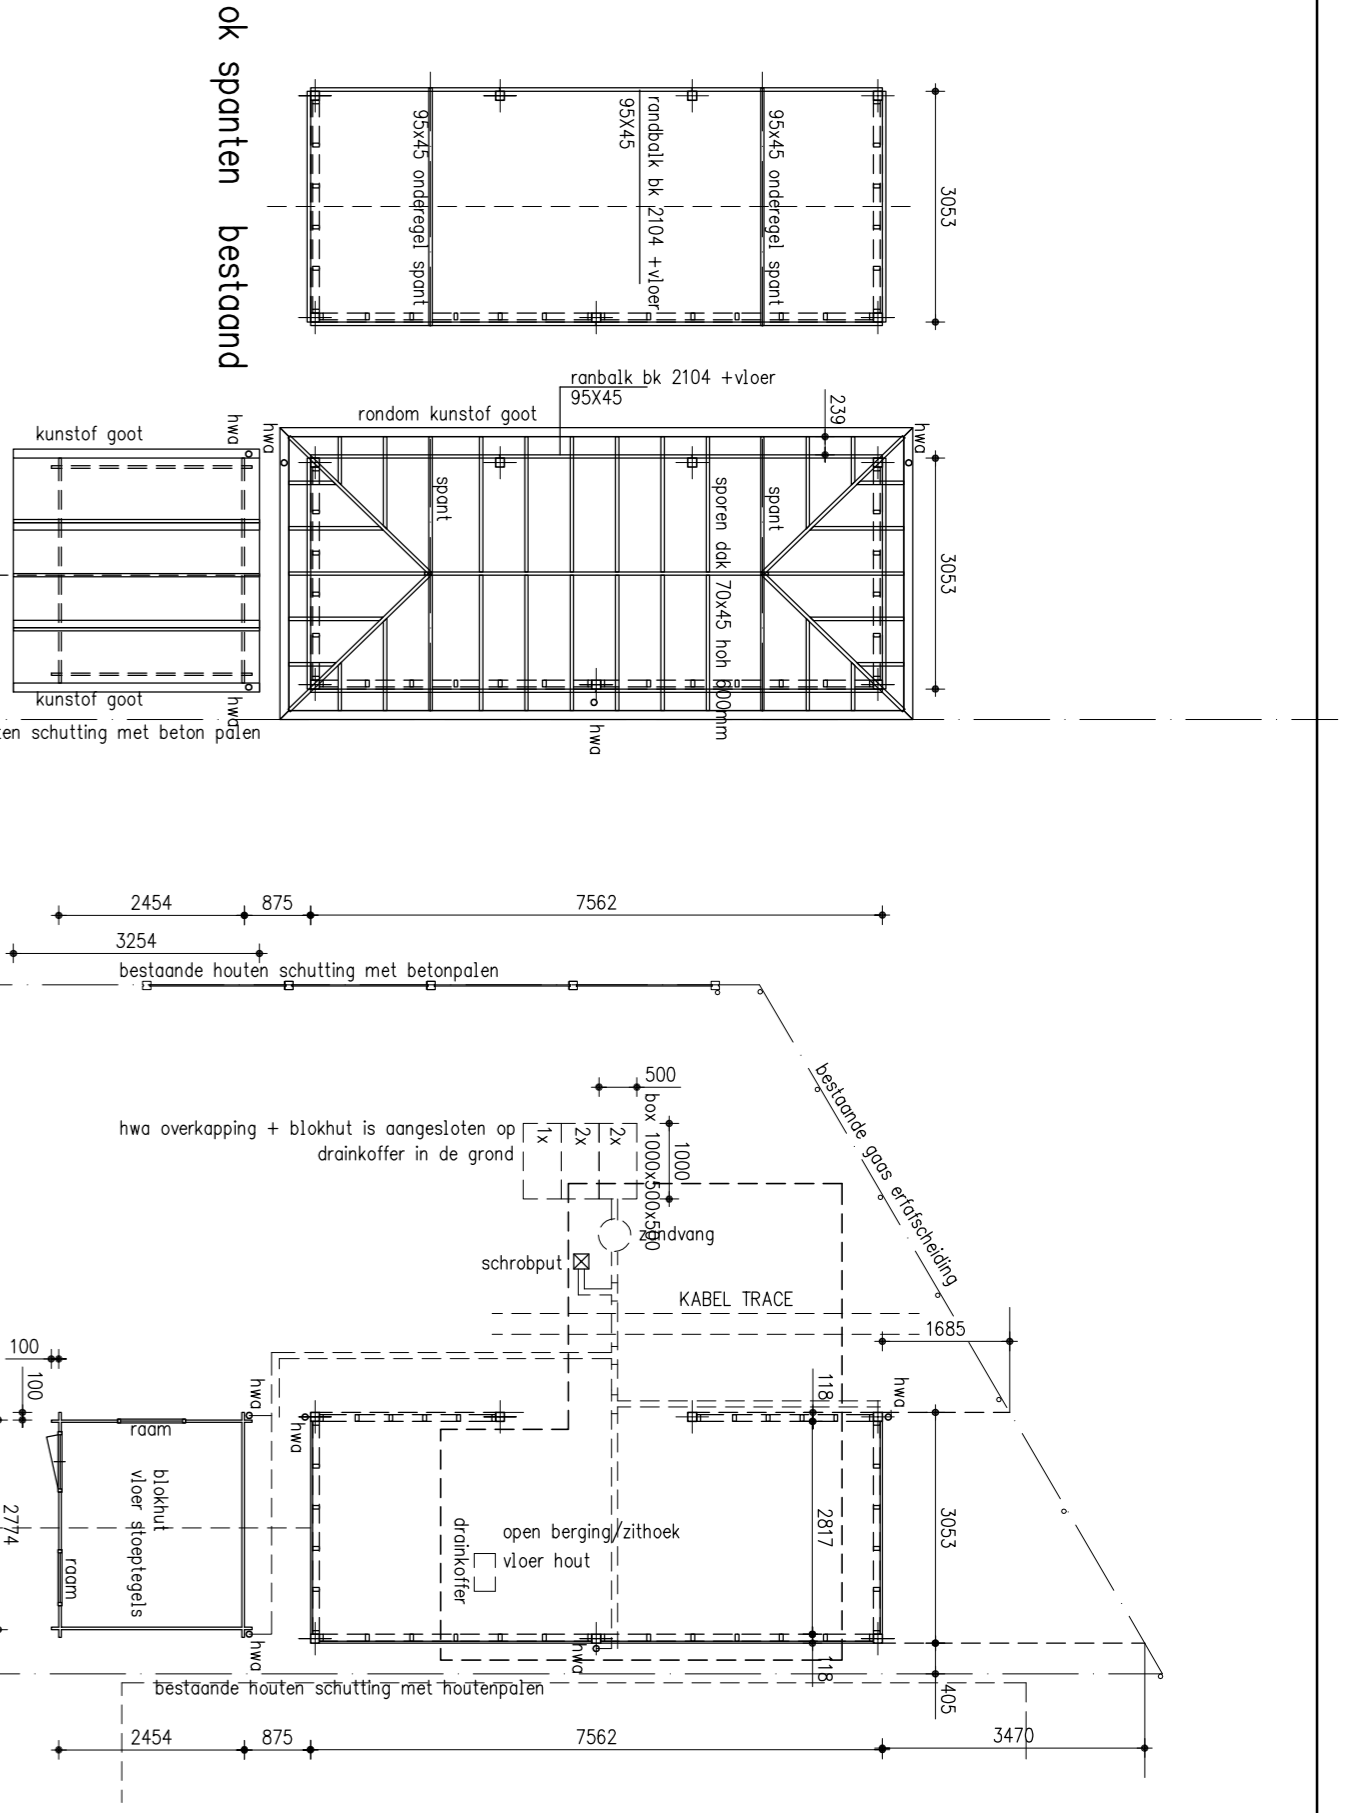 ok spanten bestaand
95x45 onderegel spant
randbalk bk 2104 +vloer
95X45
95x45 onderegel spant
3053
ranbalk bk 2104 +vloer
95X45
rondom kunstof goot
239
kunstof goot
hwa
hwa
hwa
spant
sporen dak 70x45 hoh 600mm
spant
3053
kunstof goot
hwa
hwa
en schutting met beton palen
2454
875
7562
3254
bestaande houten schutting met betonpalen
500
box 1000x500x500
1000
hwa overkapping + blokhut is aangesloten op
drainkoffer in de grond
1x
2x
2x
bestaande gaas erfafscheiding
zandvang
schrobput
KABEL TRACE
1685
100
100
hwa
hwa
118
hwa
raam
blokhut
vloer stoeptegels
raam
2774
drainkoffer
open berging/zithoek
vloer hout
2817
3053
hwa
hwa
118
405
bestaande houten schutting met houtenpalen
2454
875
7562
3470